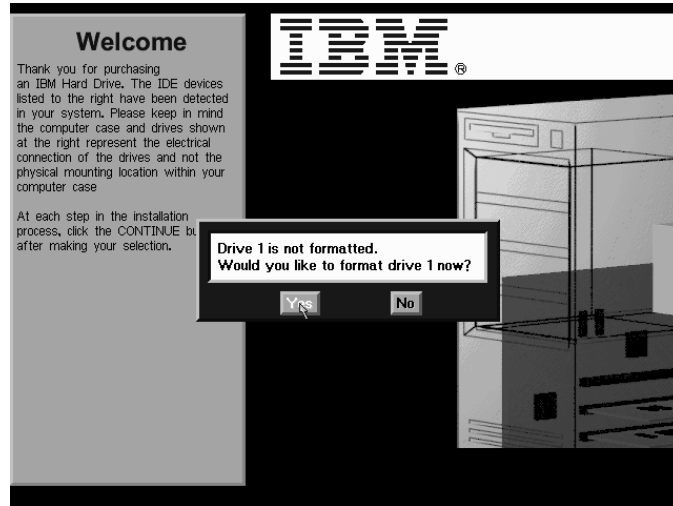 Welcome
Thank you for purchasing
an IBM Hard Drive. The IDE devices
listed to the right have been detected
in your system. Please keep in mind
the computer case and drives shown
at the right represent the electrical
connection of the drives and not the
physical mounting location within your
computer case
At each step in the installation
process, click the CONTINUE bu
after making your selection.
IBM®
Drive 1 is not formatted.
Would you like to format drive 1 now?
Yes
No